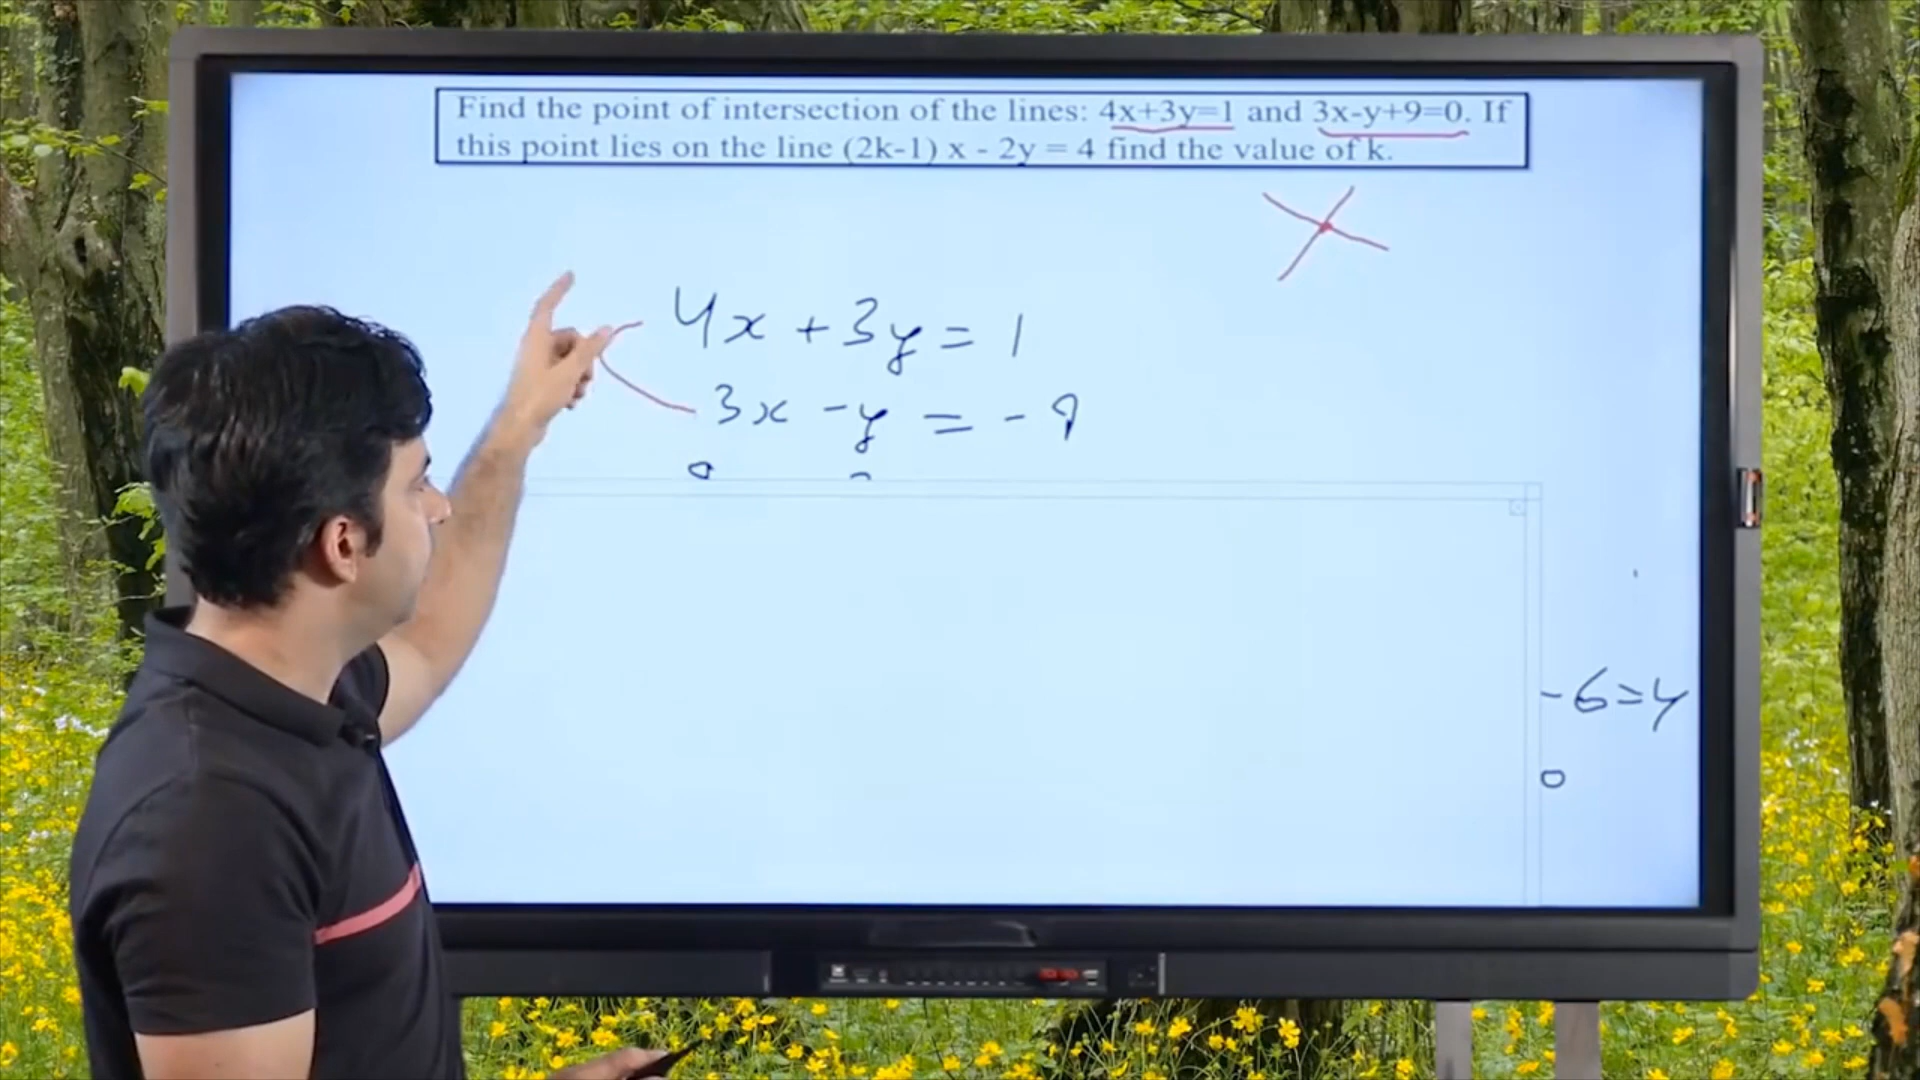 Find the point of intersection of the lines: 4x+3y=1 and 3x-y+9=0. If
this point lies on the line (2k-1) x - 2y = 4 find the value of k.
4x + 3y = 1
3x - y = - 9
- 6 = 4
0